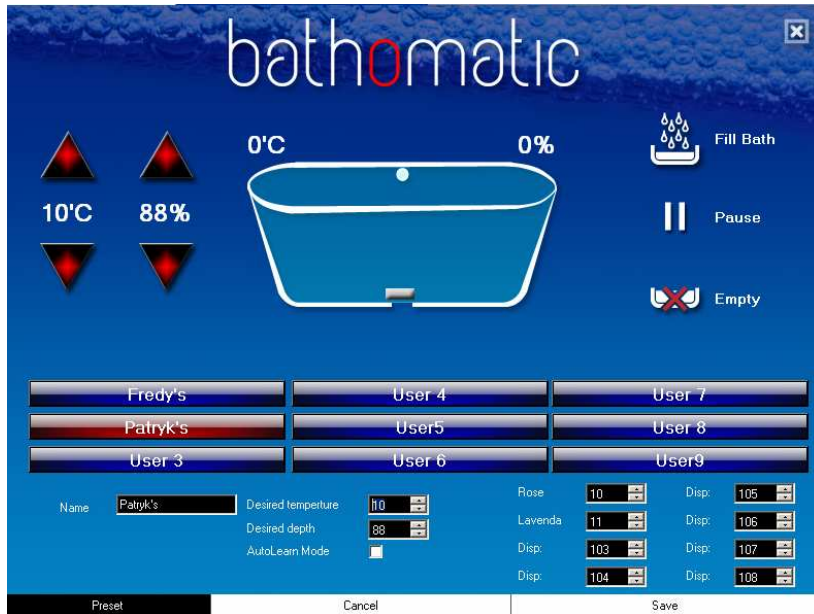 bathomatic
0'C 0%
Fill Bath
10'C 88%
Pause
Empty
Fredy's User 4 User 7
Patryk's User5 User 8
User 3 User 6 User9
Name Patryk's
Desired temperture 10
Desired depth 88
AutoLearn Mode
Rose 10 Disp: 105
Lavenda 11 Disp: 106
Disp: 103 Disp: 107
Disp: 104 Disp: 108
Preset Cancel Save